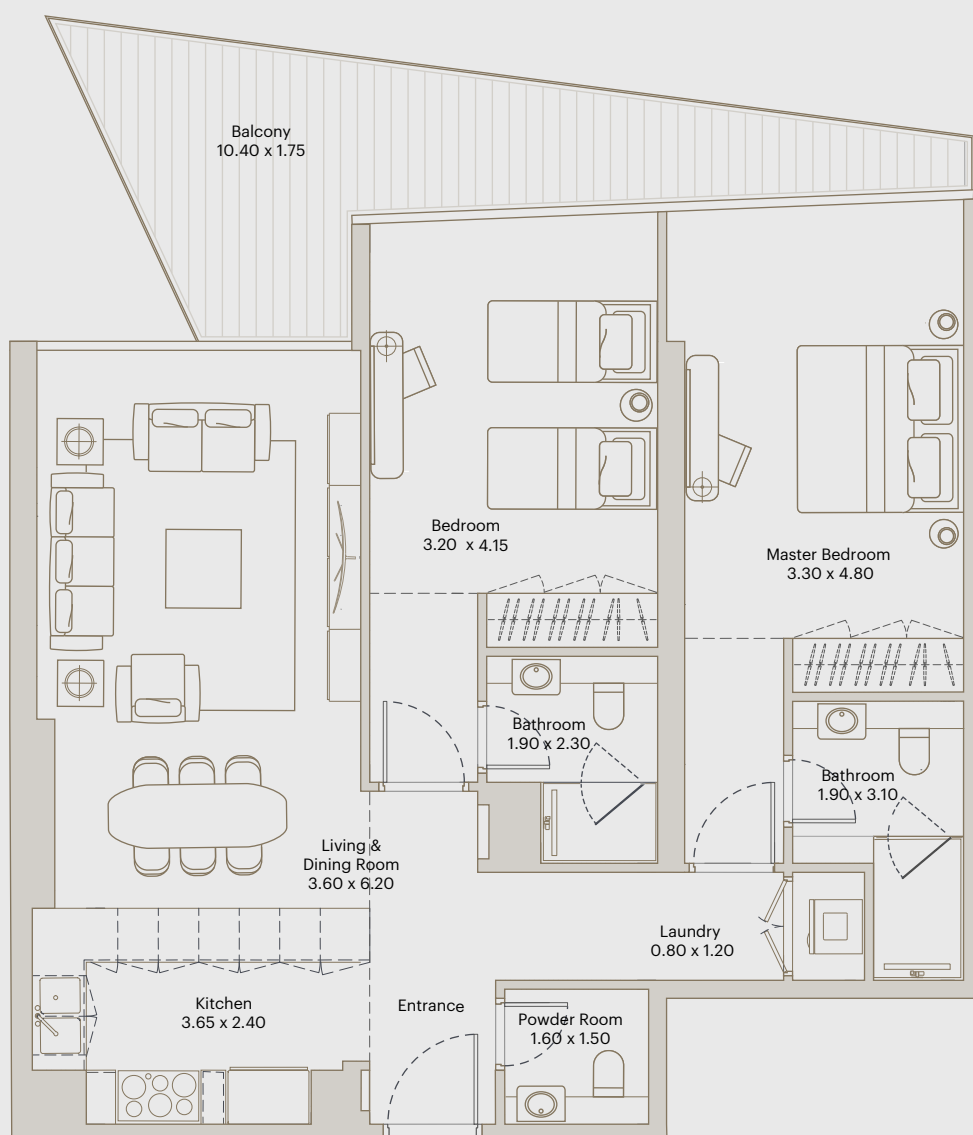 Balcony
10.40 x 1.75
Bedroom
3.20 x 4.15
Master Bedroom
3.30 x 4.80
Bathroom
1.90 x 2.30
Bathroom
1.90 x 3.10
Living &
Dining Room
3.60 x 6.20
Laundry
0.80 x 1.20
Kitchen
3.65 x 2.40
Entrance
Powder Room
1.60 x 1.50